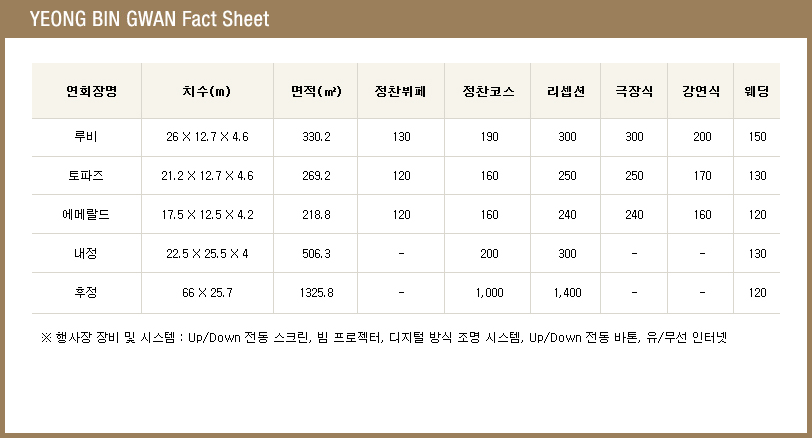 YEONG BIN GWAN Fact Sheet
연회장명 치수(m) 면적(㎡) 정찬뷔페 정찬코스 리셉션 극장식 강연식 웨딩
루비 26 X 12.7 X 4.6 330.2 130 190 300 300 200 150
토파즈 21.2 X 12.7 X 4.6 269.2 120 160 250 250 170 130
에메랄드 17.5 X 12.5 X 4.2 218.8 120 160 240 240 160 120
내정 22.5 X 25.5 X 4 506.3 - 200 300 - - 130
후정 66 X 25.7 1325.8 - 1,000 1,400 - - 120
※ 행사장 장비 및 시스템 : Up/Down 전동 스크린, 빔 프로젝터, 디지털 방식 조명 시스템, Up/Down 전동 바톤, 유/무선 인터넷